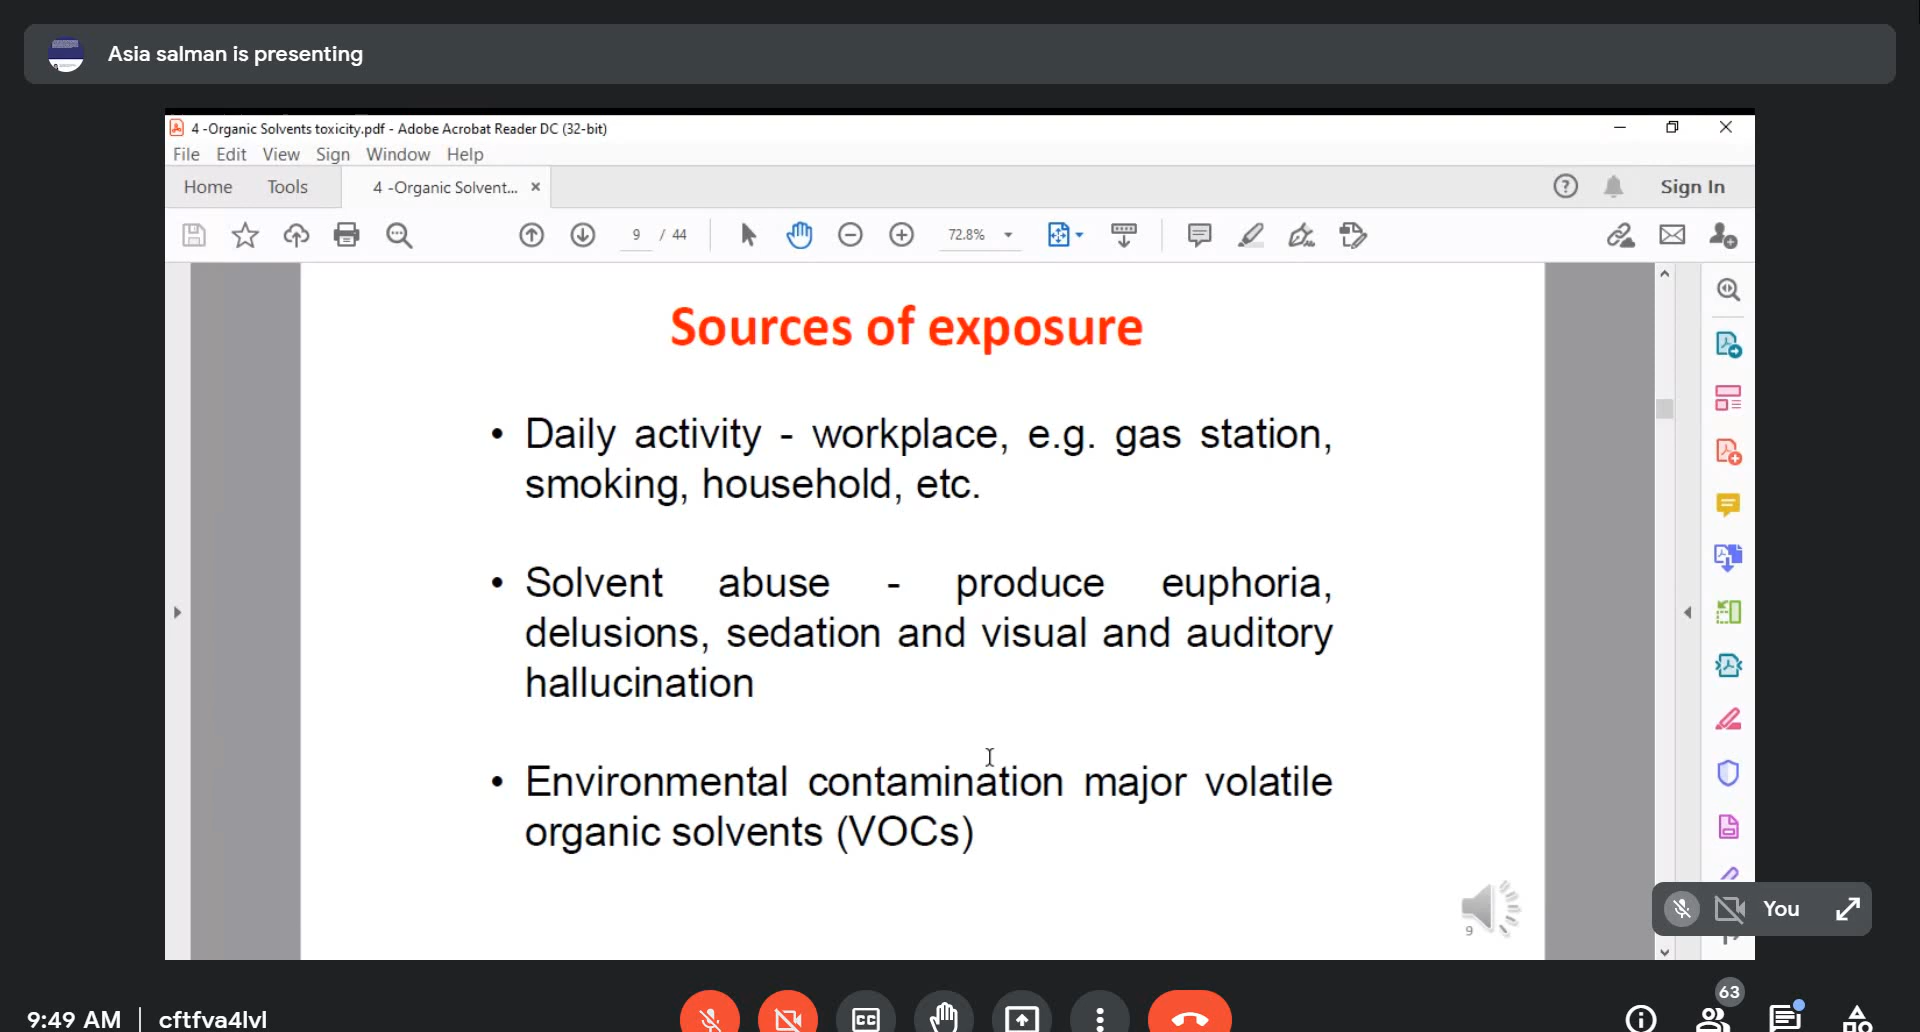 Asia salman is presenting
4 -Organic Solvents toxicity.pdf - Adobe Acrobat Reader DC (32-bit)
File Edit View Sign Window Help
Home Tools 4 -Organic Solvent... × Sign In
9 / 44 72.8%
Sources of exposure
• Daily activity - workplace, e.g. gas station,
smoking, household, etc.
• Solvent abuse - produce euphoria,
delusions, sedation and visual and auditory
hallucination
• Environmental contamination major volatile
organic solvents (VOCs)
9
You
63
9:49 AM | cftfva4lvl
CC